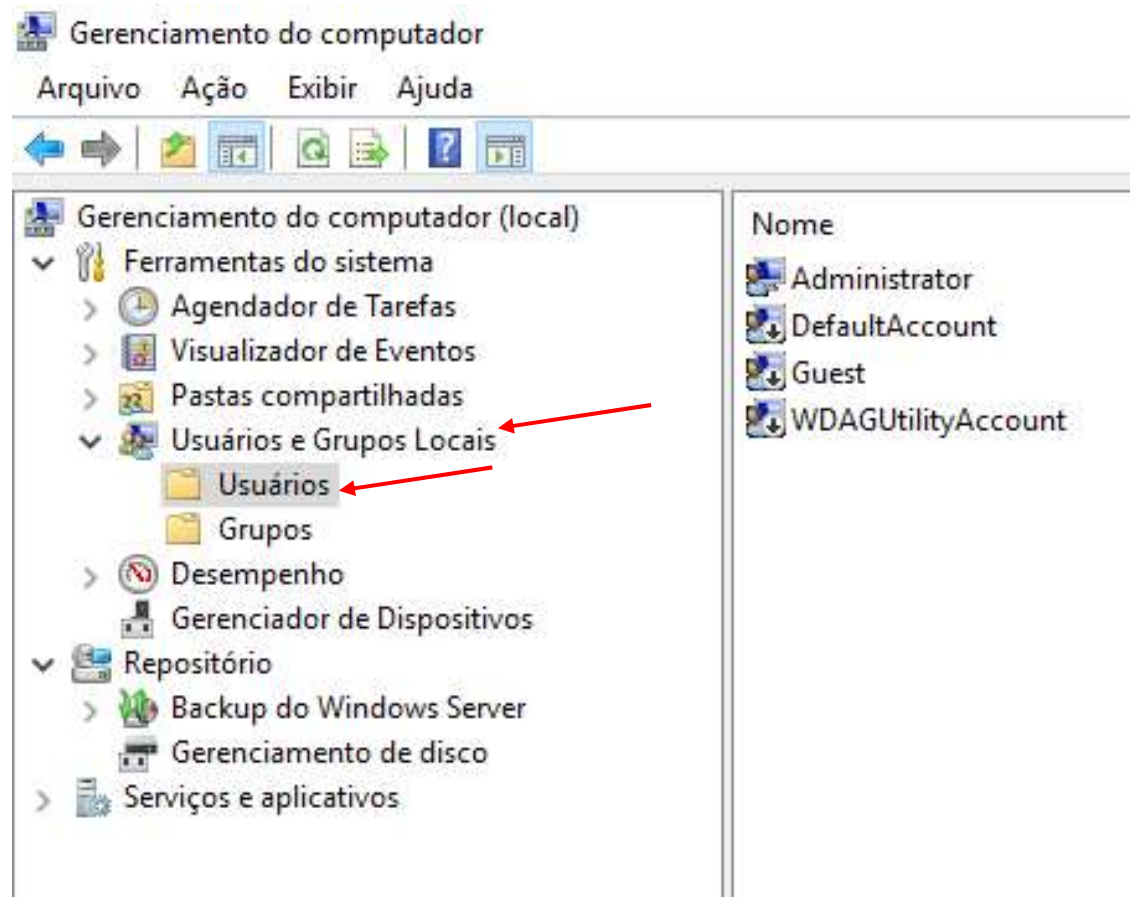 Gerenciamento do computador
Arquivo Ação Exibir Ajuda
Gerenciamento do computador (local)
Ferramentas do sistema
Agendador de Tarefas
Visualizador de Eventos
Pastas compartilhadas
Usuários e Grupos Locais
Usuários
Grupos
Desempenho
Gerenciador de Dispositivos
Repositório
Backup do Windows Server
Gerenciamento de disco
Serviços e aplicativos
Nome
Administrator
DefaultAccount
Guest
WDAGUtilityAccount